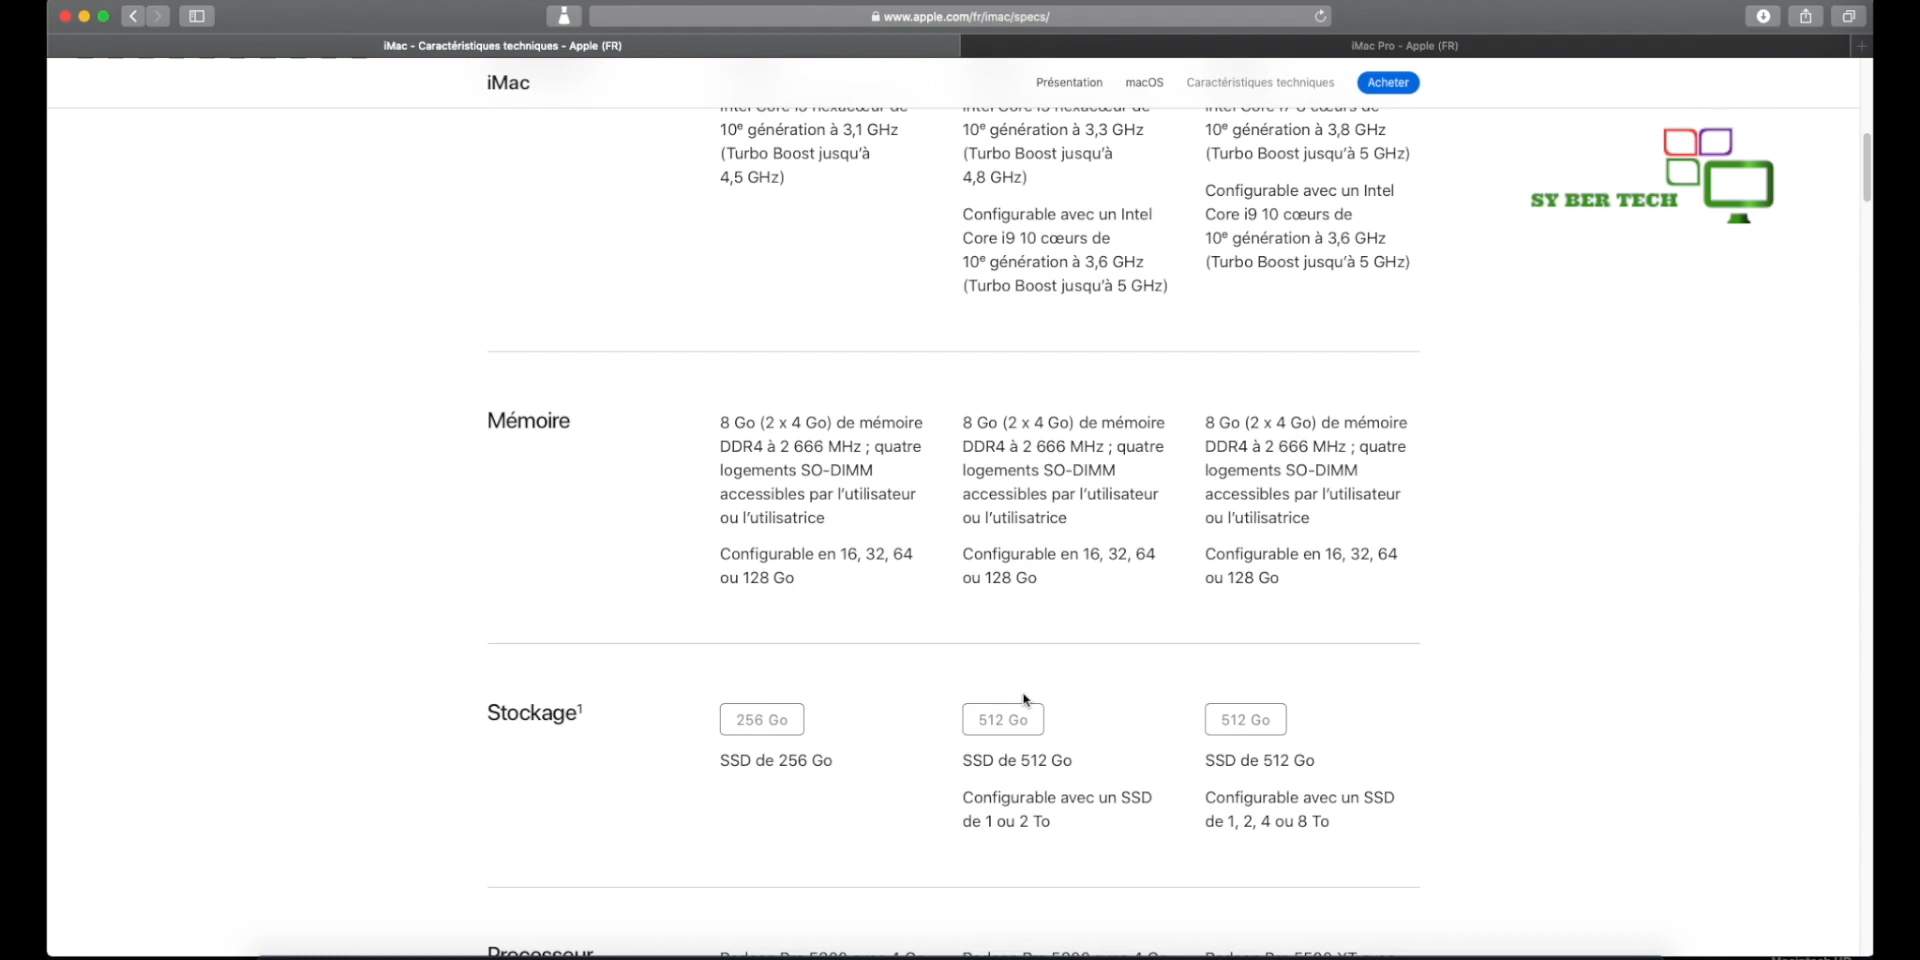 www.apple.com/fr/imac/specs/
iMac - Caractéristiques techniques - Apple (FR)
iMac Pro - Apple (FR)
iMac
Présentation
macOS
Caractéristiques techniques
Acheter
10e génération à 3,1 GHz
(Turbo Boost jusqu'à
4,5 GHz)
10e génération à 3,3 GHz
(Turbo Boost jusqu'à
4,8 GHz)
Configurable avec un Intel
Core i9 10 cœurs de
10e génération à 3,6 GHz
(Turbo Boost jusqu'à 5 GHz)
10e génération à 3,8 GHz
(Turbo Boost jusqu'à 5 GHz)
Configurable avec un Intel
Core i9 10 cœurs de
10e génération à 3,6 GHz
(Turbo Boost jusqu'à 5 GHz)
SY BER TECH
Mémoire
8 Go (2 x 4 Go) de mémoire
DDR4 à 2 666 MHz ; quatre
logements SO-DIMM
accessibles par l'utilisateur
ou l'utilisatrice
Configurable en 16, 32, 64
ou 128 Go
8 Go (2 x 4 Go) de mémoire
DDR4 à 2 666 MHz ; quatre
logements SO-DIMM
accessibles par l'utilisateur
ou l'utilisatrice
Configurable en 16, 32, 64
ou 128 Go
8 Go (2 x 4 Go) de mémoire
DDR4 à 2 666 MHz ; quatre
logements SO-DIMM
accessibles par l'utilisateur
ou l'utilisatrice
Configurable en 16, 32, 64
ou 128 Go
Stockage1
256 Go
SSD de 256 Go
512 Go
SSD de 512 Go
Configurable avec un SSD
de 1 ou 2 To
512 Go
SSD de 512 Go
Configurable avec un SSD
de 1, 2, 4 ou 8 To
Processeur